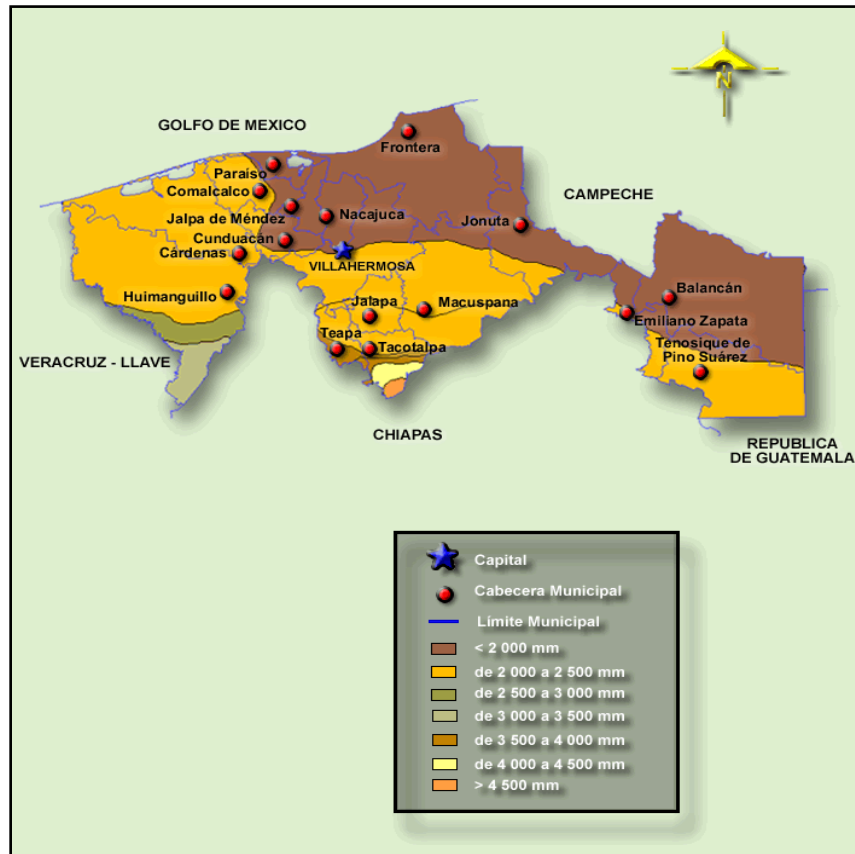 N
GOLFO DE MEXICO
Frontera
Paraíso
CAMPECHE
Comalcalco
Jalpa de Méndez
Nacajuca
Jonuta
Cunduacán
Cárdenas
VILLAHERMOSA
Balancán
Huimanguillo
Jalapa
Macuspana
Emiliano Zapata
Teapa
Tacotalpa
Tenosique de
Pino Suárez
VERACRUZ - LLAVE
CHIAPAS
REPUBLICA
DE GUATEMALA
Capital
Cabecera Municipal
Límite Municipal
< 2 000 mm
de 2 000 a 2 500 mm
de 2 500 a 3 000 mm
de 3 000 a 3 500 mm
de 3 500 a 4 000 mm
de 4 000 a 4 500 mm
> 4 500 mm